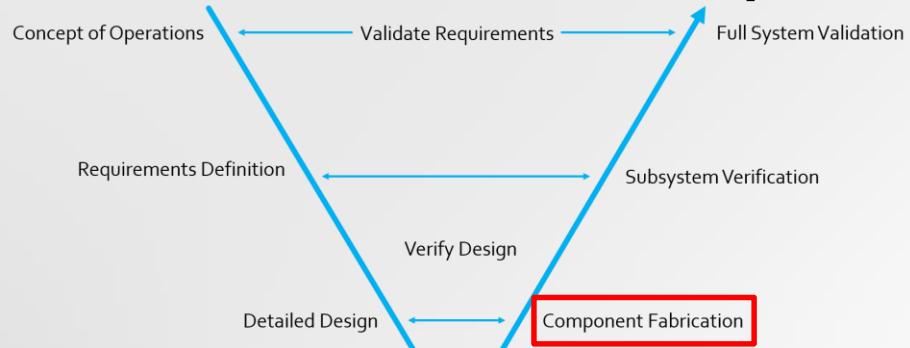 Concept of Operations Validate Requirements Full System Validation
Requirements Definition Subsystem Verification
Verify Design
Detailed Design Component Fabrication